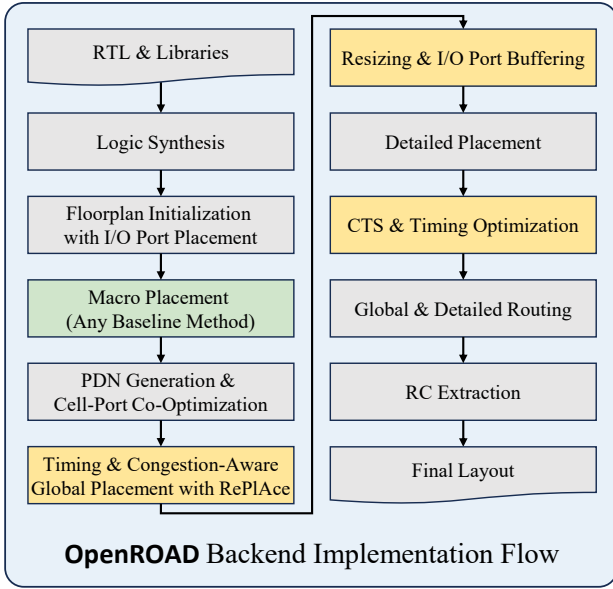 RTL & Libraries
Logic Synthesis
Floorplan Initialization
with I/O Port Placement
Macro Placement
(Any Baseline Method)
PDN Generation &
Cell-Port Co-Optimization
Timing & Congestion-Aware
Global Placement with RePlAce
Resizing & I/O Port Buffering
Detailed Placement
CTS & Timing Optimization
Global & Detailed Routing
RC Extraction
Final Layout
OpenROAD Backend Implementation Flow